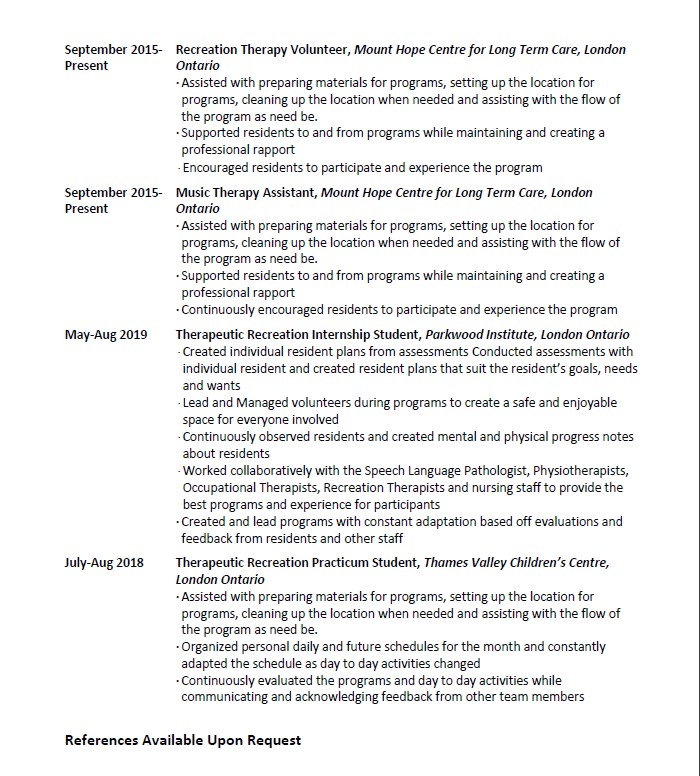 September 2015- Recreation Therapy Volunteer, Mount Hope Centre for Long Term Care, London
Present Ontario
· Assisted with preparing materials for programs, setting up the location for
programs, cleaning up the location when needed and assisting with the flow of
the program as need be.
· Supported residents to and from programs while maintaining and creating a
professional rapport
· Encouraged residents to participate and experience the program
September 2015- Music Therapy Assistant, Mount Hope Centre for Long Term Care, London
Present Ontario
· Assisted with preparing materials for programs, setting up the location for
programs, cleaning up the location when needed and assisting with the flow of
the program as need be.
· Supported residents to and from programs while maintaining and creating a
professional rapport
· Continuously encouraged residents to participate and experience the program
May-Aug 2019 Therapeutic Recreation Internship Student, Parkwood Institute, London Ontario
· Created individual resident plans from assessments Conducted assessments with
individual resident and created resident plans that suit the resident's goals, needs
and wants
· Lead and Managed volunteers during programs to create a safe and enjoyable
space for everyone involved
· Continuously observed residents and created mental and physical progress notes
about residents
· Worked collaboratively with the Speech Language Pathologist, Physiotherapists,
Occupational Therapists, Recreation Therapists and nursing staff to provide the
best programs and experience for participants
· Created and lead programs with constant adaptation based off evaluations and
feedback from residents and other staff
July-Aug 2018 Therapeutic Recreation Practicum Student, Thames Valley Children's Centre,
London Ontario
· Assisted with preparing materials for programs, setting up the location for
programs, cleaning up the location when needed and assisting with the flow of
the program as need be.
· Organized personal daily and future schedules for the month and constantly
adapted the schedule as day to day activities changed
· Continuously evaluated the programs and day to day activities while
communicating and acknowledging feedback from other team members
References Available Upon Request